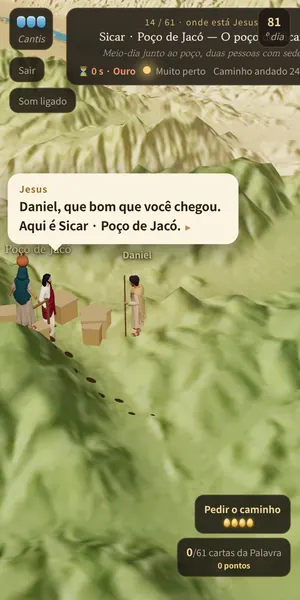 14 / 61 · onde está Jesus
81
Sicar · Poço de Jacó — O poço
º dia
Meio-dia junto ao poço, duas pessoas com
Cantis
0 s · Ouro Muito perto Caminho andado 24
Sair
Som ligado
Jesus
Daniel, que bom que você chegou.
Aqui é Sicar · Poço de Jacó.
Poço de Jacó
Daniel
Pedir o caminho
0/61 cartas da Palavra
0 pontos